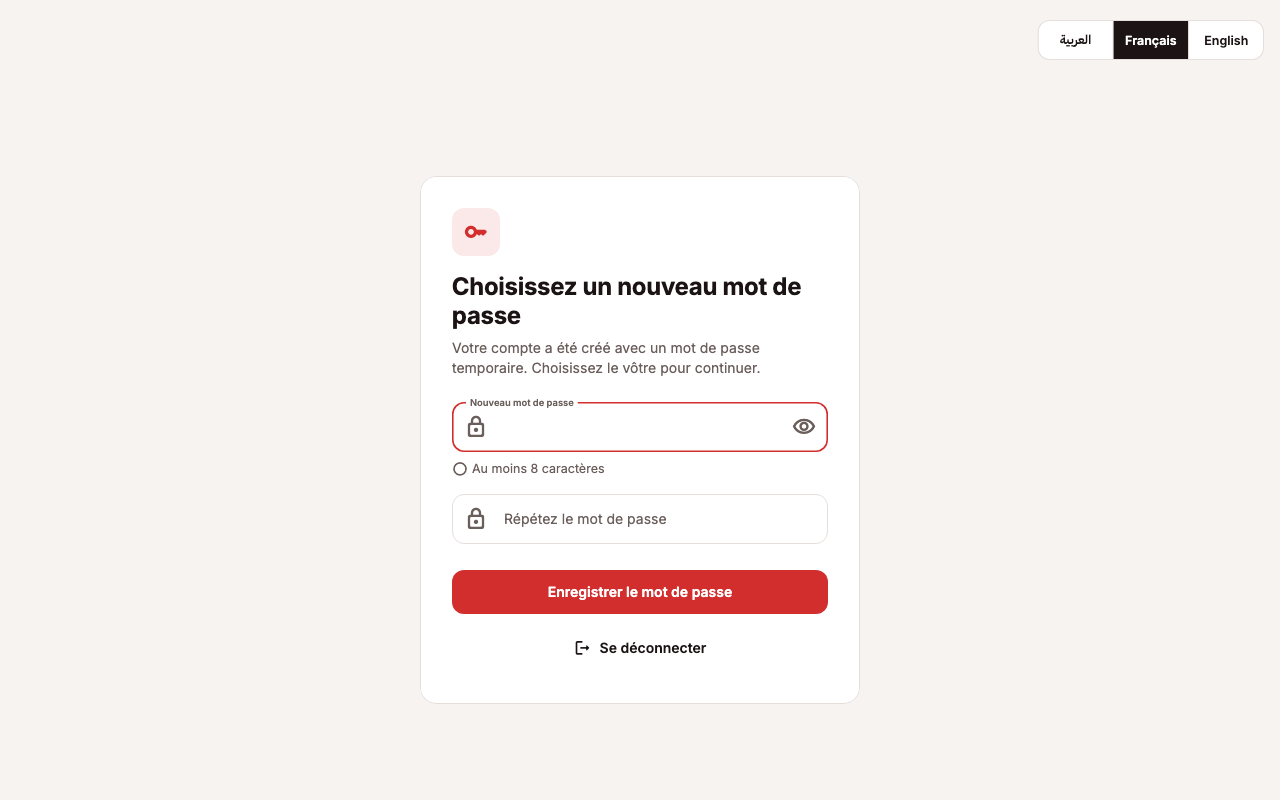 العربية
Français
English
Choisissez un nouveau mot de
passe
Votre compte a été créé avec un mot de passe
temporaire. Choisissez le vôtre pour continuer.
Nouveau mot de passe
Au moins 8 caractères
Répétez le mot de passe
Enregistrer le mot de passe
Se déconnecter